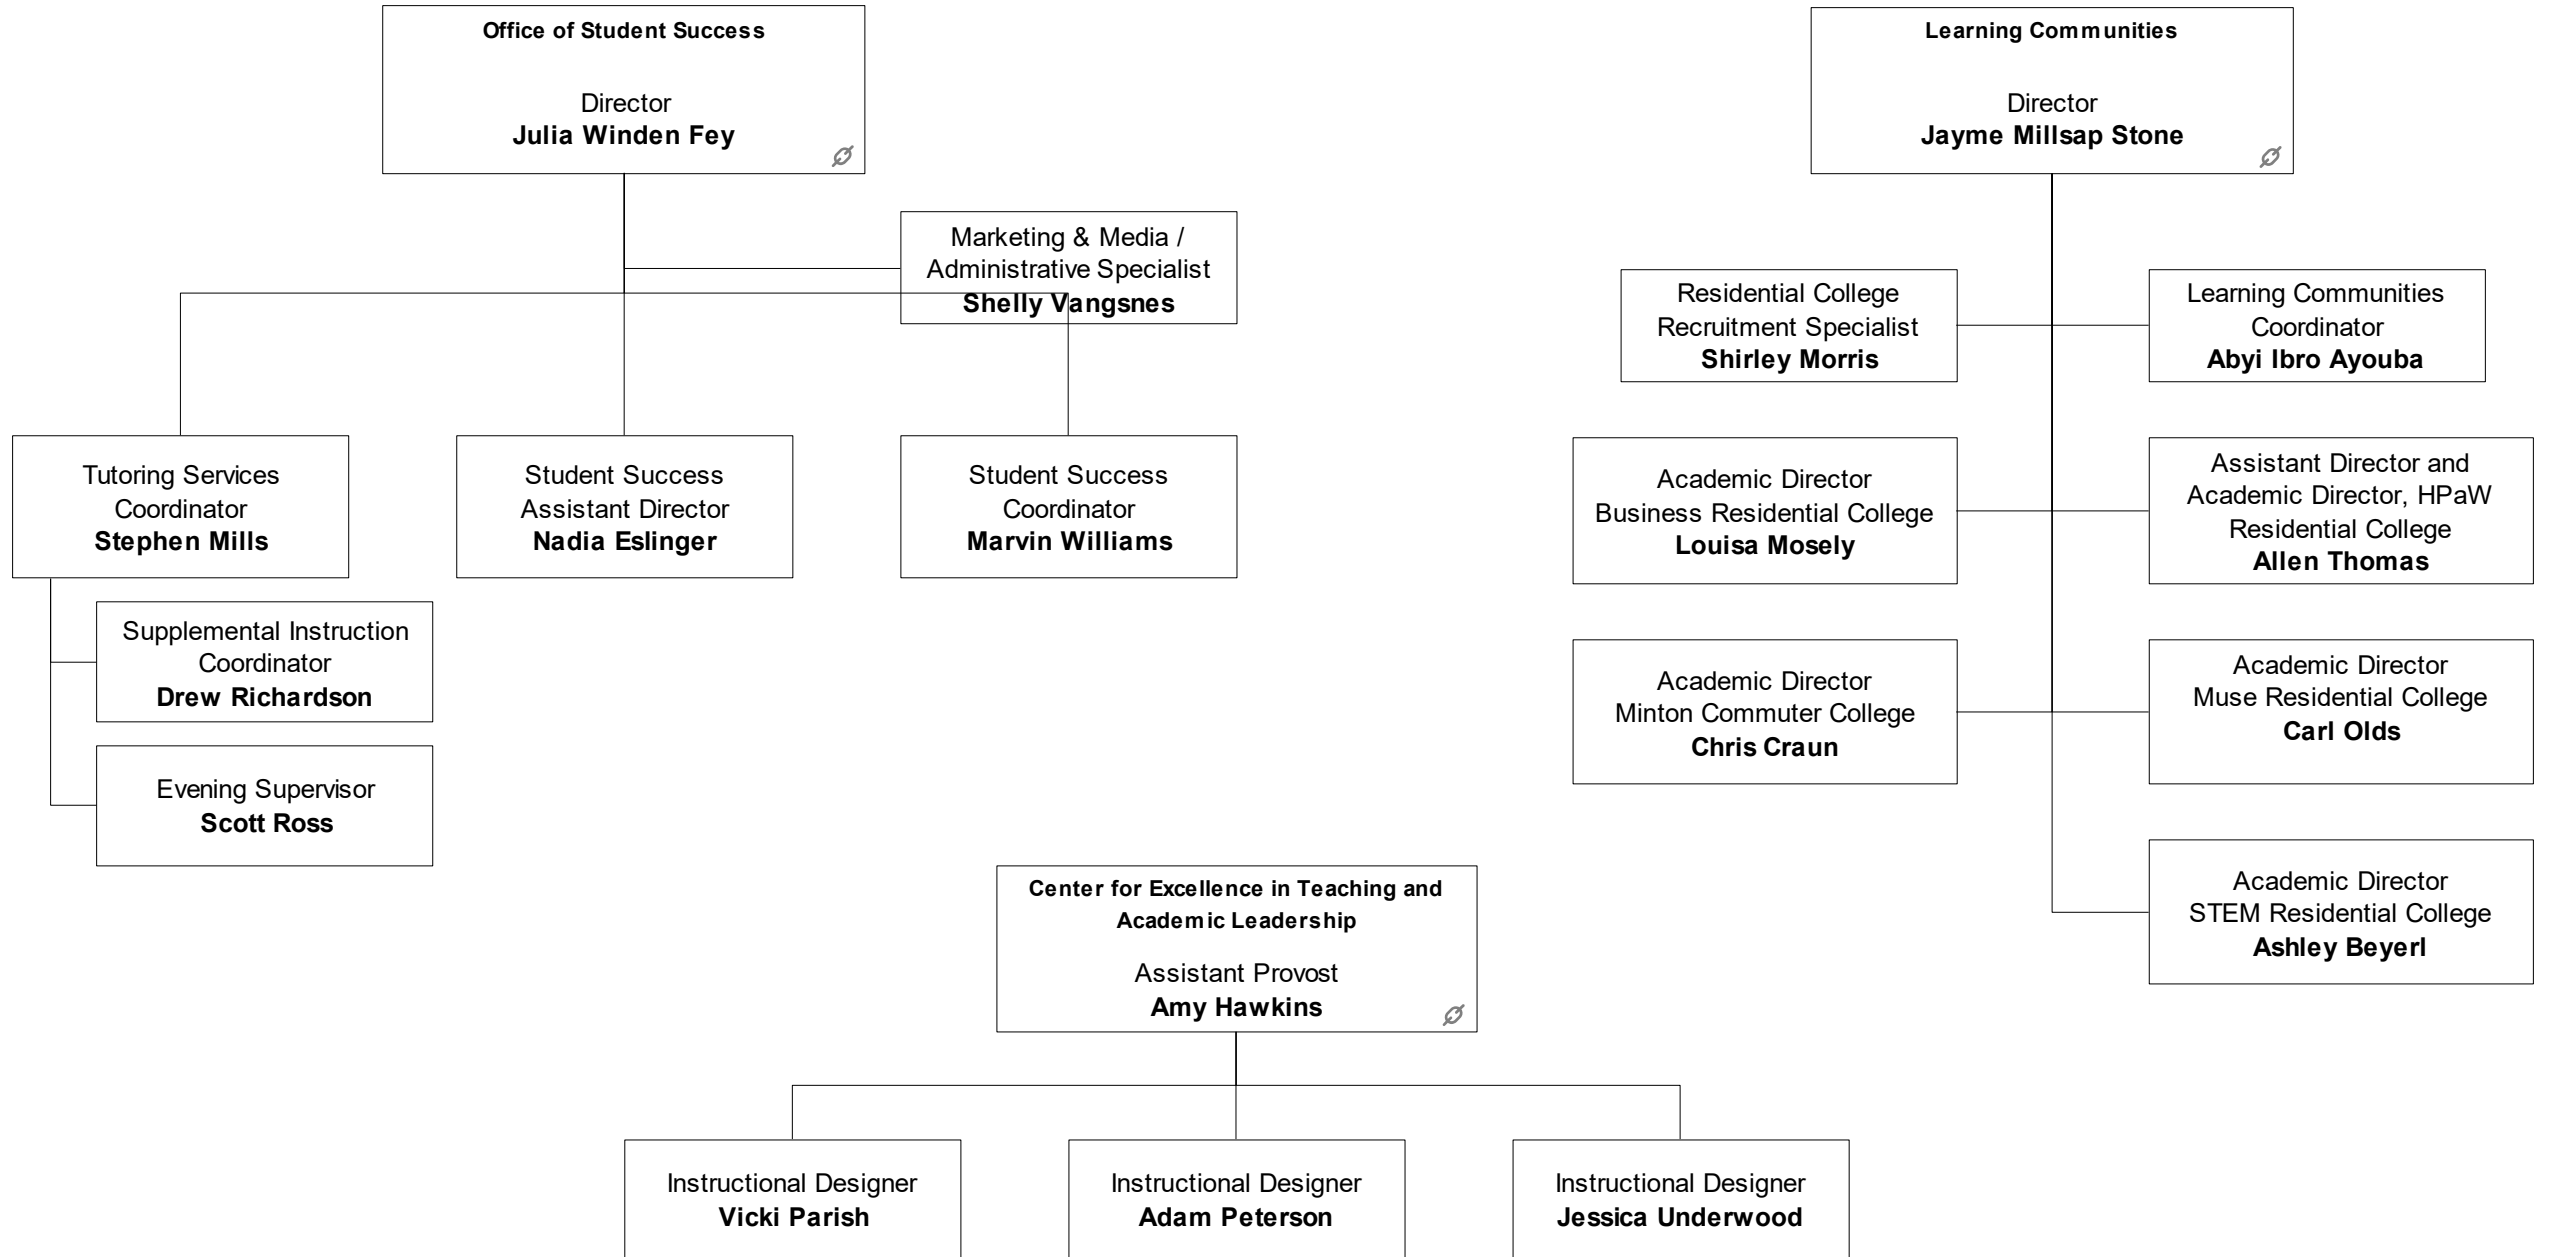 Office of Student Success
Director
Julia Winden Fey
Marketing & Media /
Administrative Specialist
Shelly Vangsnes
Tutoring Services
Coordinator
Stephen Mills
Student Success
Assistant Director
Nadia Eslinger
Student Success
Coordinator
Marvin Williams
Supplemental Instruction
Coordinator
Drew Richardson
Evening Supervisor
Scott Ross
Learning Communities
Director
Jayme Millsap Stone
Residential College
Recruitment Specialist
Shirley Morris
Learning Communities
Coordinator
Abyi Ibro Ayouba
Academic Director
Business Residential College
Louisa Mosely
Assistant Director and
Academic Director, HPaW
Residential College
Allen Thomas
Academic Director
Minton Commuter College
Chris Craun
Academic Director
Muse Residential College
Carl Olds
Academic Director
STEM Residential College
Ashley Beyerl
Center for Excellence in Teaching and
Academic Leadership
Assistant Provost
Amy Hawkins
Instructional Designer
Vicki Parish
Instructional Designer
Adam Peterson
Instructional Designer
Jessica Underwood